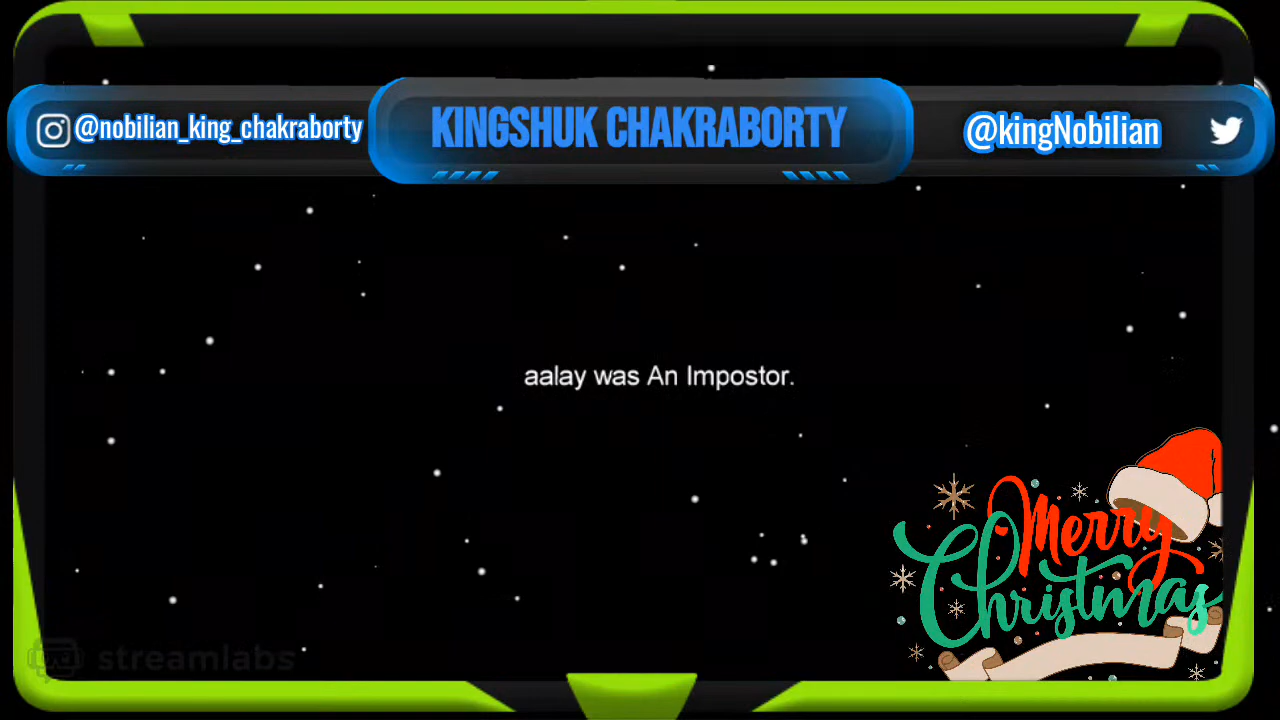 @nobilian_king_chakraborty
KINGSHUK CHAKRABORTY
@kingNobilian
aalay was An Impostor.
Merry
Christmas
streamlabs